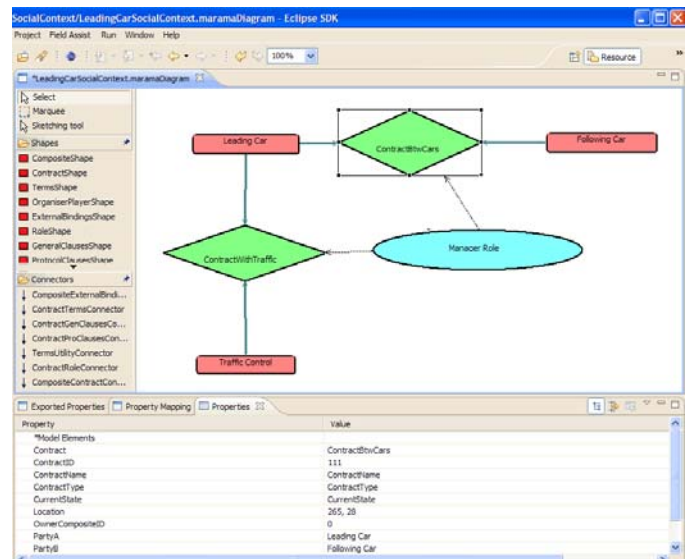 SocialContext/LeadingCarSocialContext.maramaDiagram - Eclipse SDK
Project Field Assist Run Window Help
100%
Resource
*LeadingCarSocialContext.maramaDiagram
Select
Marquee
Sketching tool
Shapes
CompositeShape
ContractShape
TermsShape
OrganiserPlayerShape
ExternalBindingsShape
RoleShape
GeneralClausesShape
ProtocolClausesShape
Connectors
CompositeExternalBindi...
ContractTermsConnector
ContractGenClausesCo...
ContractProClausesCon...
TermsUtilityConnector
ContractRoleConnector
CompositeContractCon...
Leading Car
ContractBtwCars
Following Car
ContractWithTraffic
Manager Role
Traffic Control
Exported Properties Property Mapping Properties
Property Value
*Model Elements
Contract ContractBtwCars
ContractID 111
ContractName ContractName
ContractType ContractType
CurrentState CurrentState
Location 265, 28
OwnerCompositeID 0
PartyA Leading Car
PartyB Following Car